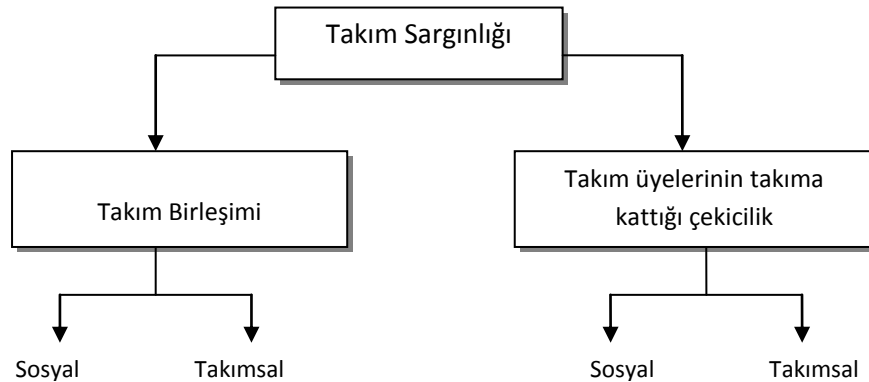 Takım Sargınlığı
Takım Birleşimi
Takım üyelerinin takıma
kattığı çekicilik
Sosyal
Takımsal
Sosyal
Takımsal